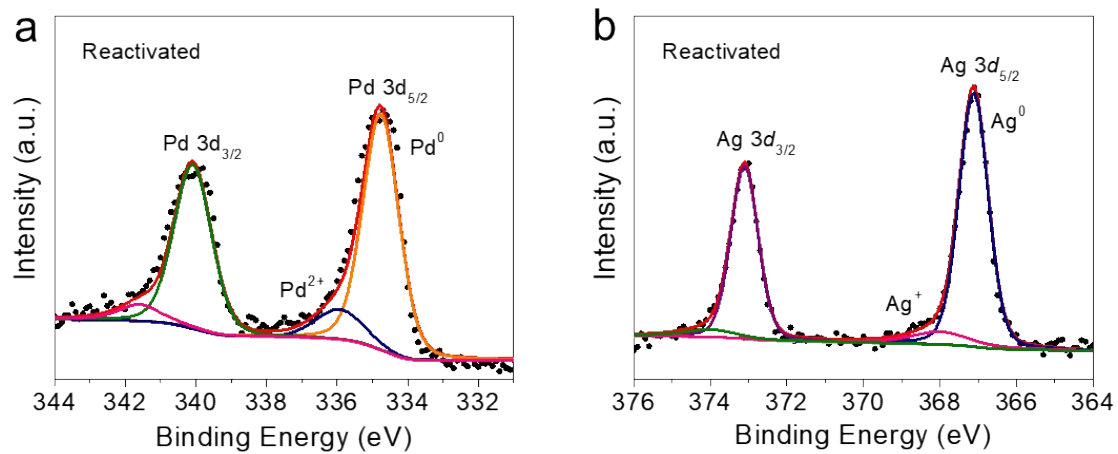 a
Reactivated
Pd 3d3/2
Pd 3d5/2
Pd0
Pd2+
Intensity (a.u.)
344 342 340 338 336 334 332
Binding Energy (eV)
b
Reactivated
Ag 3d3/2
Ag 3d5/2
Ag0
Ag+
Intensity (a.u.)
376 374 372 370 368 366 364
Binding Energy (eV)